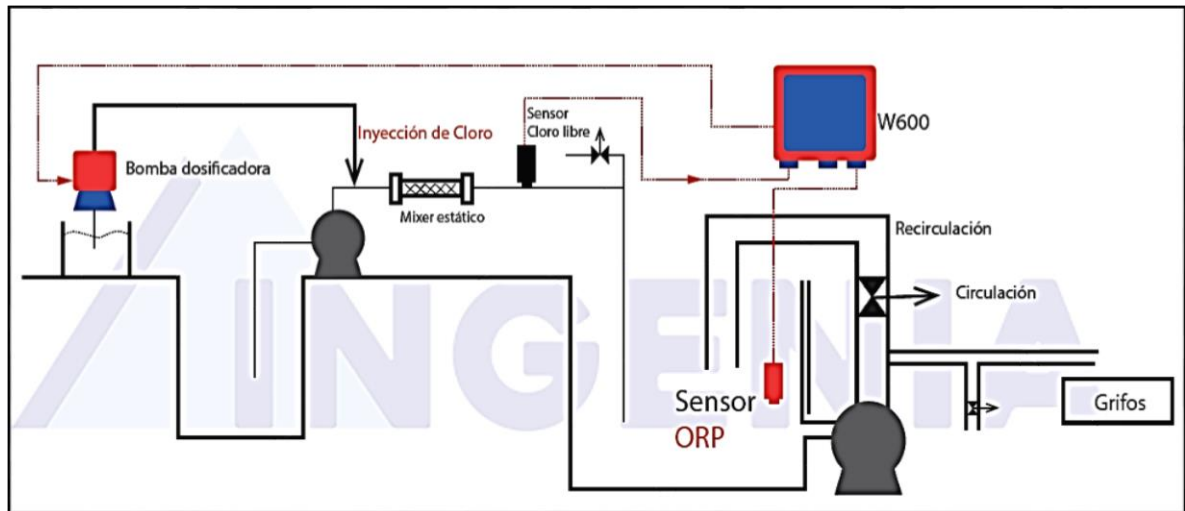 Bomba dosificadora
Inyección de Cloro
Mixer estático
Sensor
Cloro libre
W600
Recirculación
Circulación
Sensor
ORP
Grifos
INGENIA